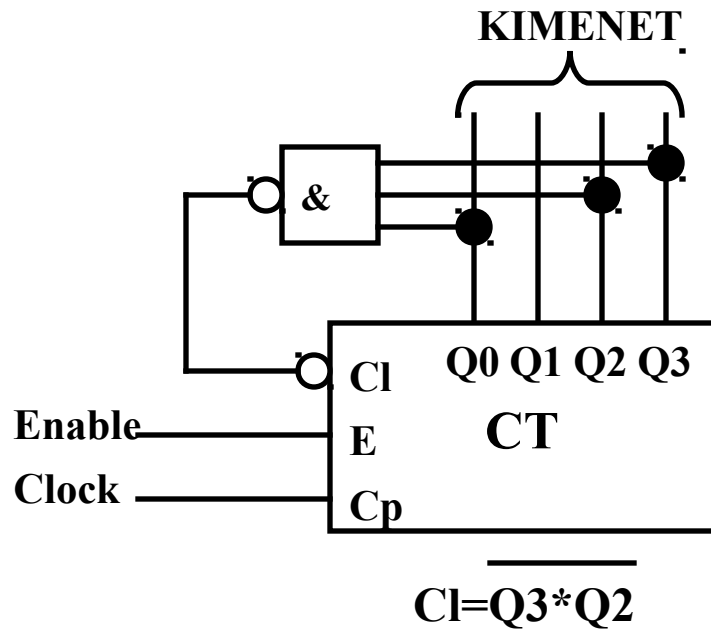 KIMENET
&
Q0 Q1 Q2 Q3
Cl
CT
Enable
E
Clock
Cp
Cl=Q3*Q2